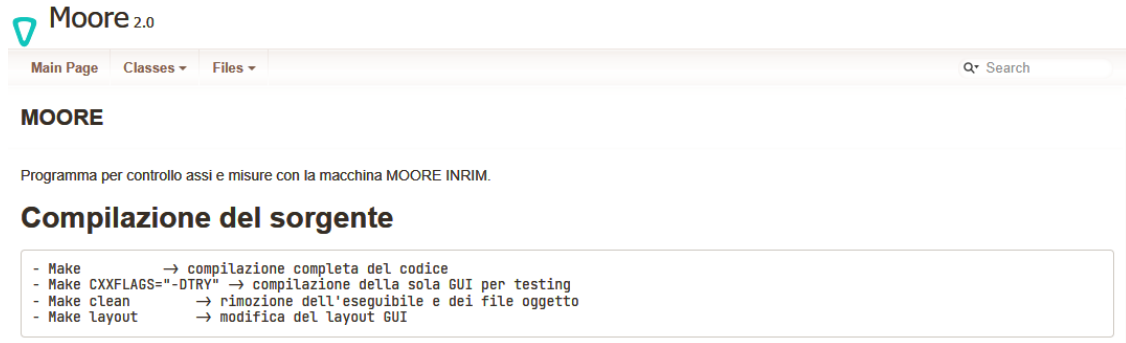 Moore 2.0
Main Page Classes Files Search
MOORE
Programma per controllo assi e misure con la macchina MOORE INRIM.
Compilazione del sorgente
- Make → compilazione completa del codice
- Make CXXFLAGS="-DTRY" → compilazione della sola GUI per testing
- Make clean → rimozione dell'eseguibile e dei file oggetto
- Make layout → modifica del layout GUI